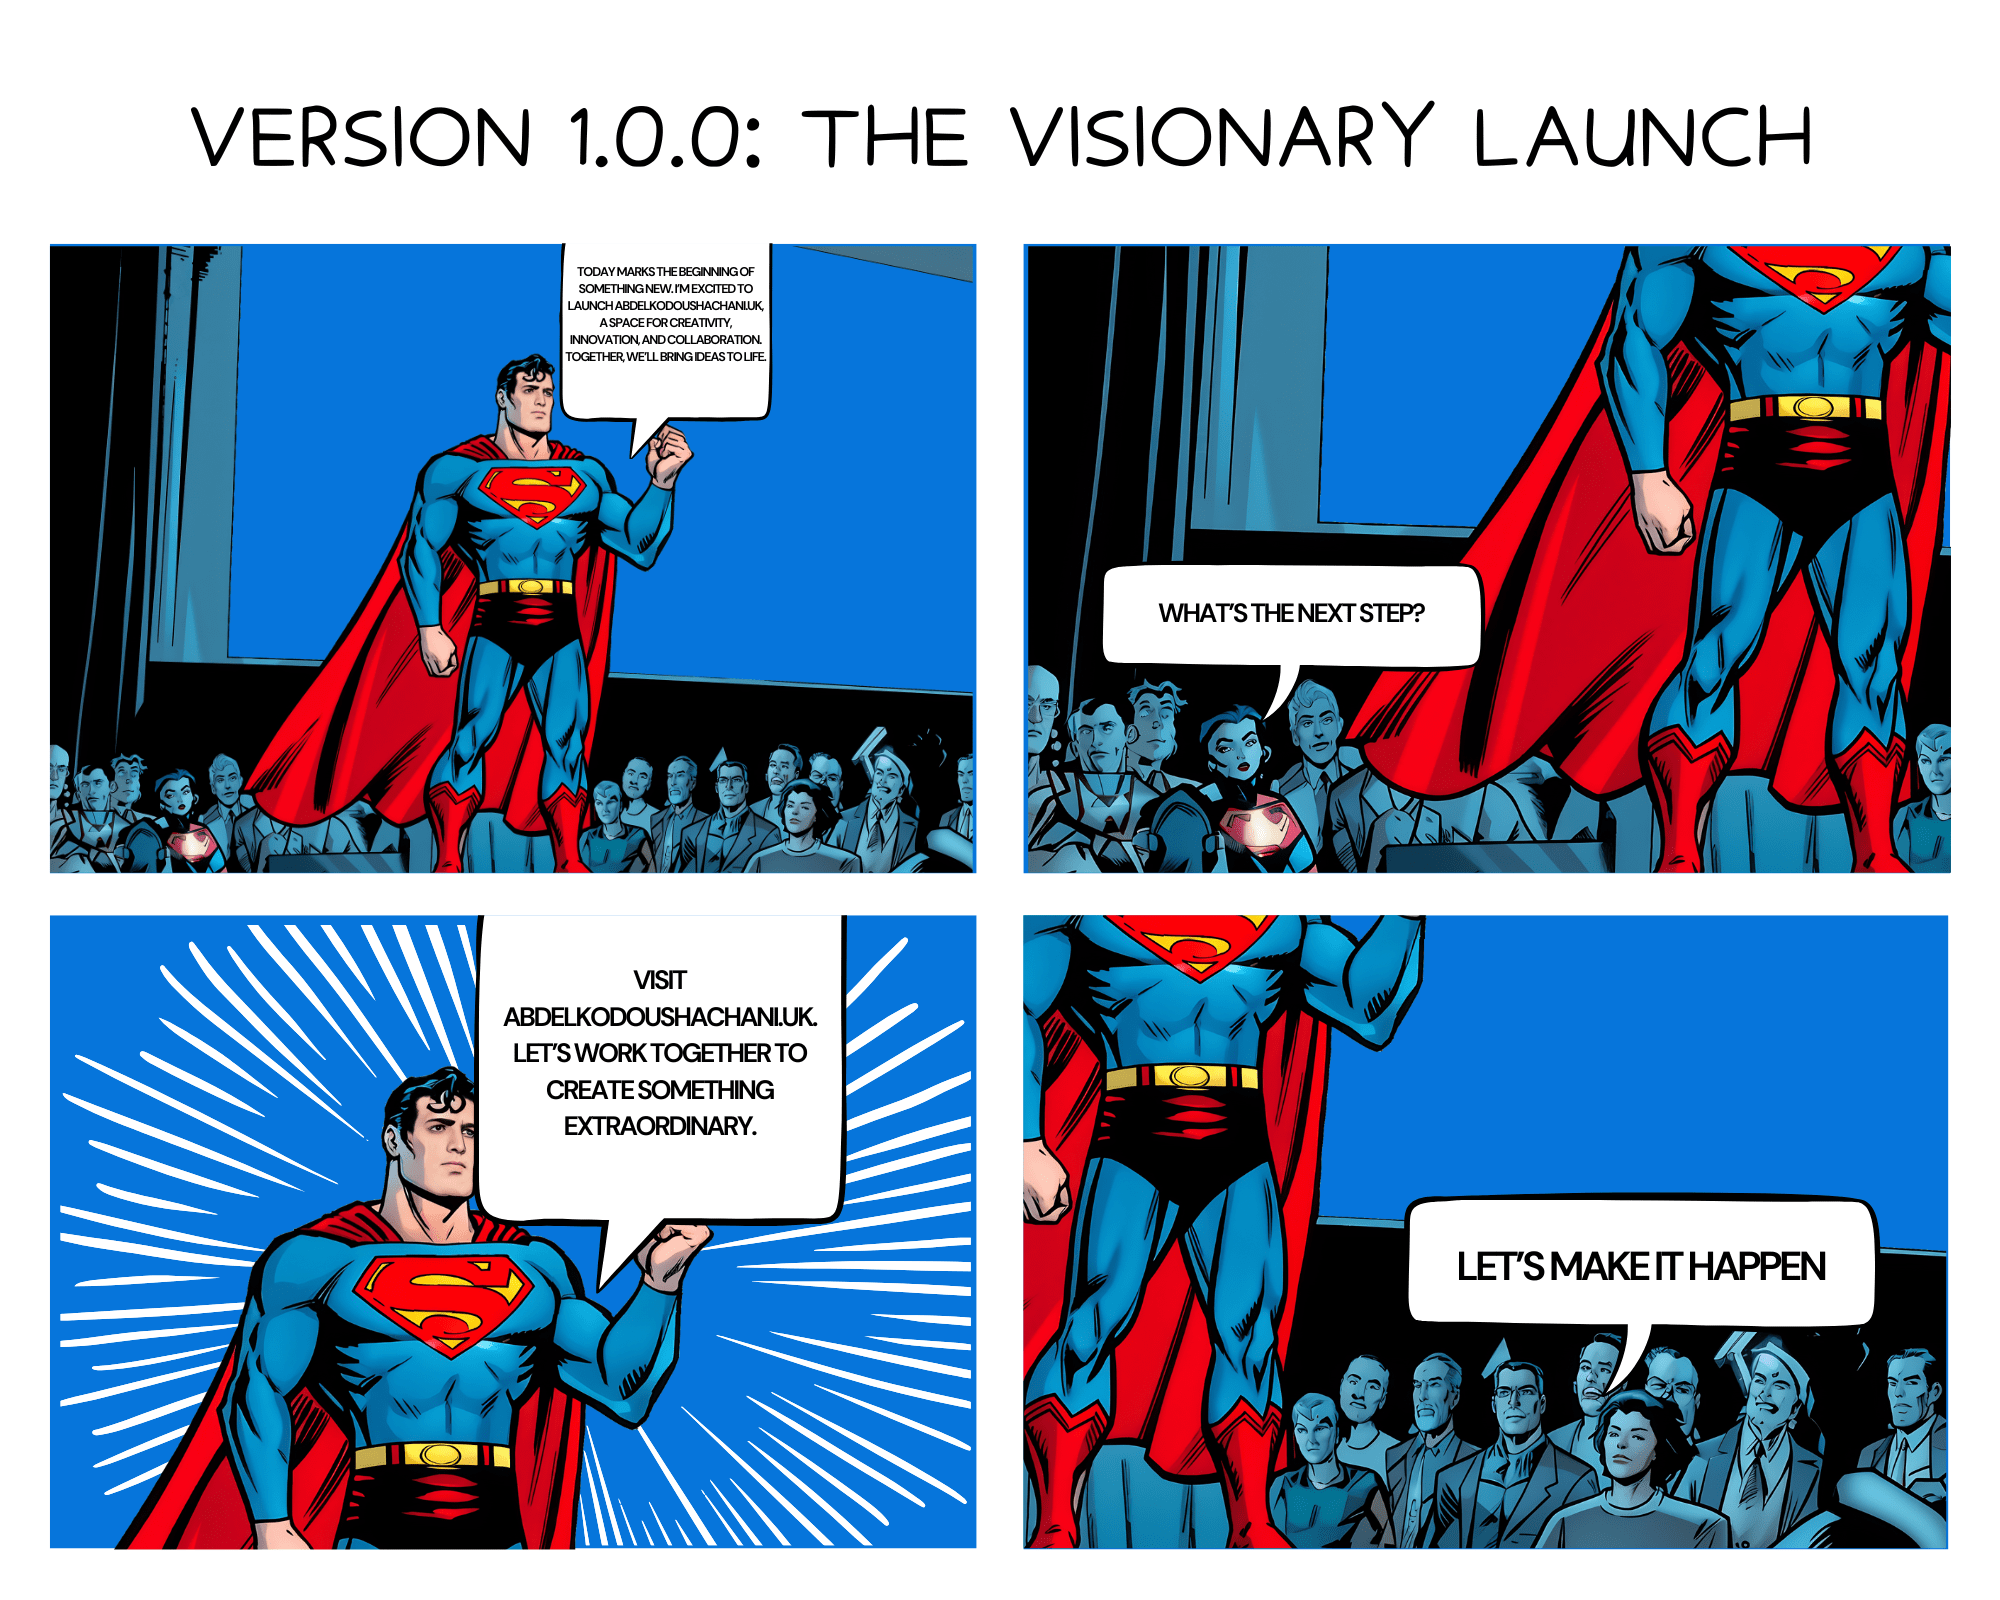 VERSION 1.0.0: THE VISIONARY LAUNCH
TODAY MARKS THE BEGINNING OF
SOMETHING NEW. I'M EXCITED TO
LAUNCH ABDELKODOUSHACHANI.UK,
A SPACE FOR CREATIVITY,
INNOVATION, AND COLLABORATION.
TOGETHER, WE'LL BRING IDEAS TO LIFE.
WHAT'S THE NEXT STEP?
VISIT
ABDELKODOUSHACHANI.UK.
LET'S WORK TOGETHER TO
CREATE SOMETHING
EXTRAORDINARY.
LET'S MAKE IT HAPPEN